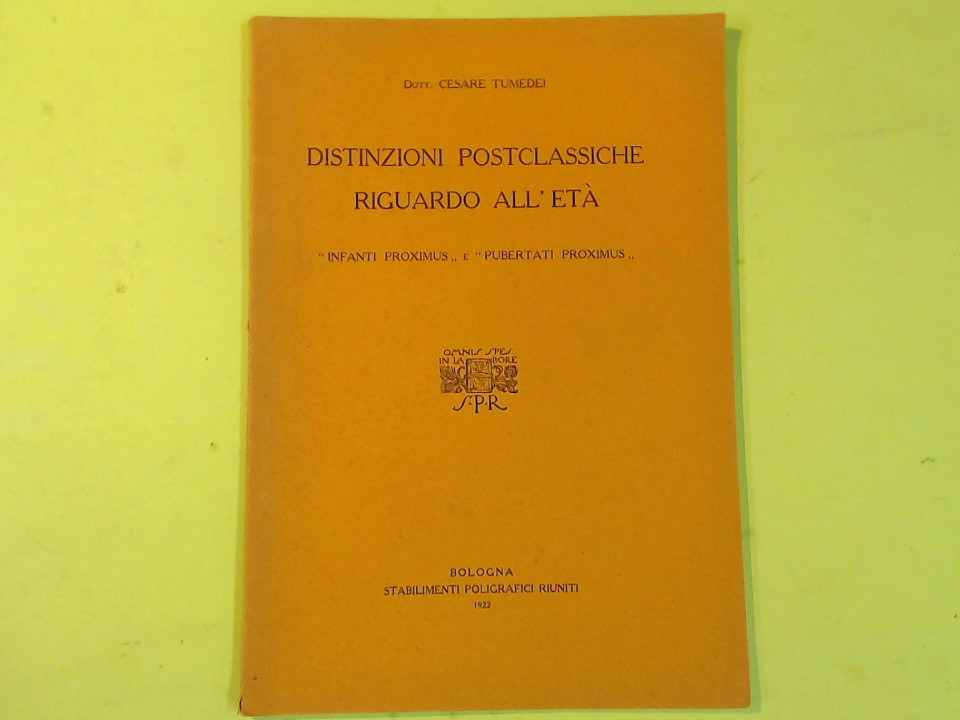 Dott. CESARE TUMEDEI
DISTINZIONI POSTCLASSICHE
RIGUARDO ALL'ETÀ
“ INFANTI PROXIMUS „ E “ PUBERTATI PROXIMUS „
OMNIS SPES
IN LABORE
S·P·R
BOLOGNA
STABILIMENTI POLIGRAFICI RIUNITI
1922